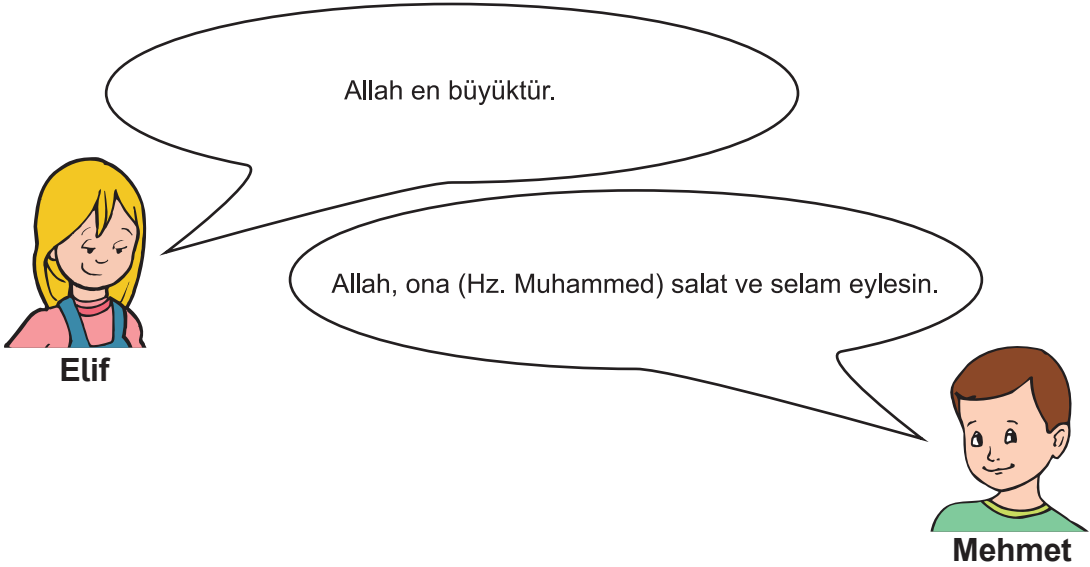 Allah en büyüktür.
Elif
Allah, ona (Hz. Muhammed) salat ve selam eylesin.
Mehmet